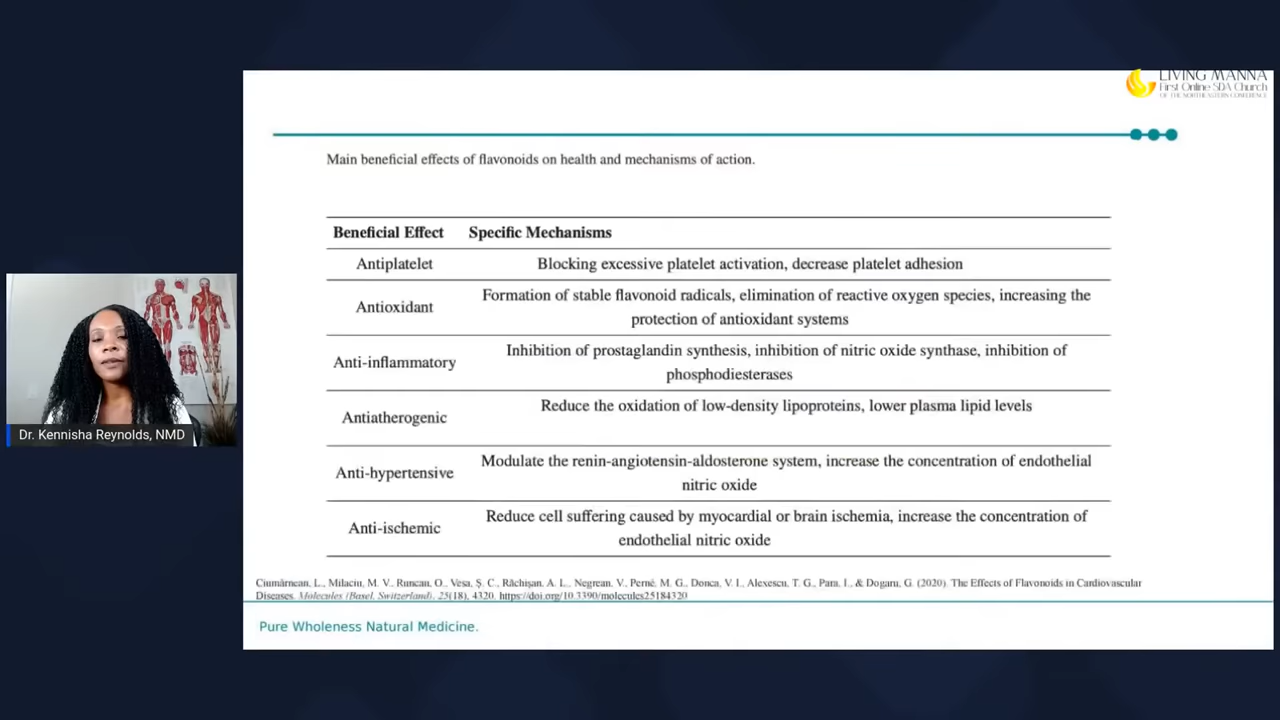 LIVING MANNA
First Online SDA Church
OF THE NORTHEASTERN CONFERENCE
Main beneficial effects of flavonoids on health and mechanisms of action.
Beneficial Effect Specific Mechanisms
Antiplatelet Blocking excessive platelet activation, decrease platelet adhesion
Antioxidant Formation of stable flavonoid radicals, elimination of reactive oxygen species, increasing the
protection of antioxidant systems
Anti-inflammatory Inhibition of prostaglandin synthesis, inhibition of nitric oxide synthase, inhibition of
phosphodiesterases
Antiatherogenic Reduce the oxidation of low-density lipoproteins, lower plasma lipid levels
Anti-hypertensive Modulate the renin-angiotensin-aldosterone system, increase the concentration of endothelial
nitric oxide
Anti-ischemic Reduce cell suffering caused by myocardial or brain ischemia, increase the concentration of
endothelial nitric oxide
Ciumărnean, L., Milaciu, M. V., Runcan, O., Vesa, Ș. C., Răchișan, A. L., Negrean, V., Perné, M. G., Donca, V. I., Alexescu, T. G., Para, I., & Dogaru, G. (2020). The Effects of Flavonoids in Cardiovascular
Diseases. Molecules (Basel, Switzerland), 25(18), 4320. https://doi.org/10.3390/molecules25184320
Pure Wholeness Natural Medicine.
Dr. Kennisha Reynolds, NMD